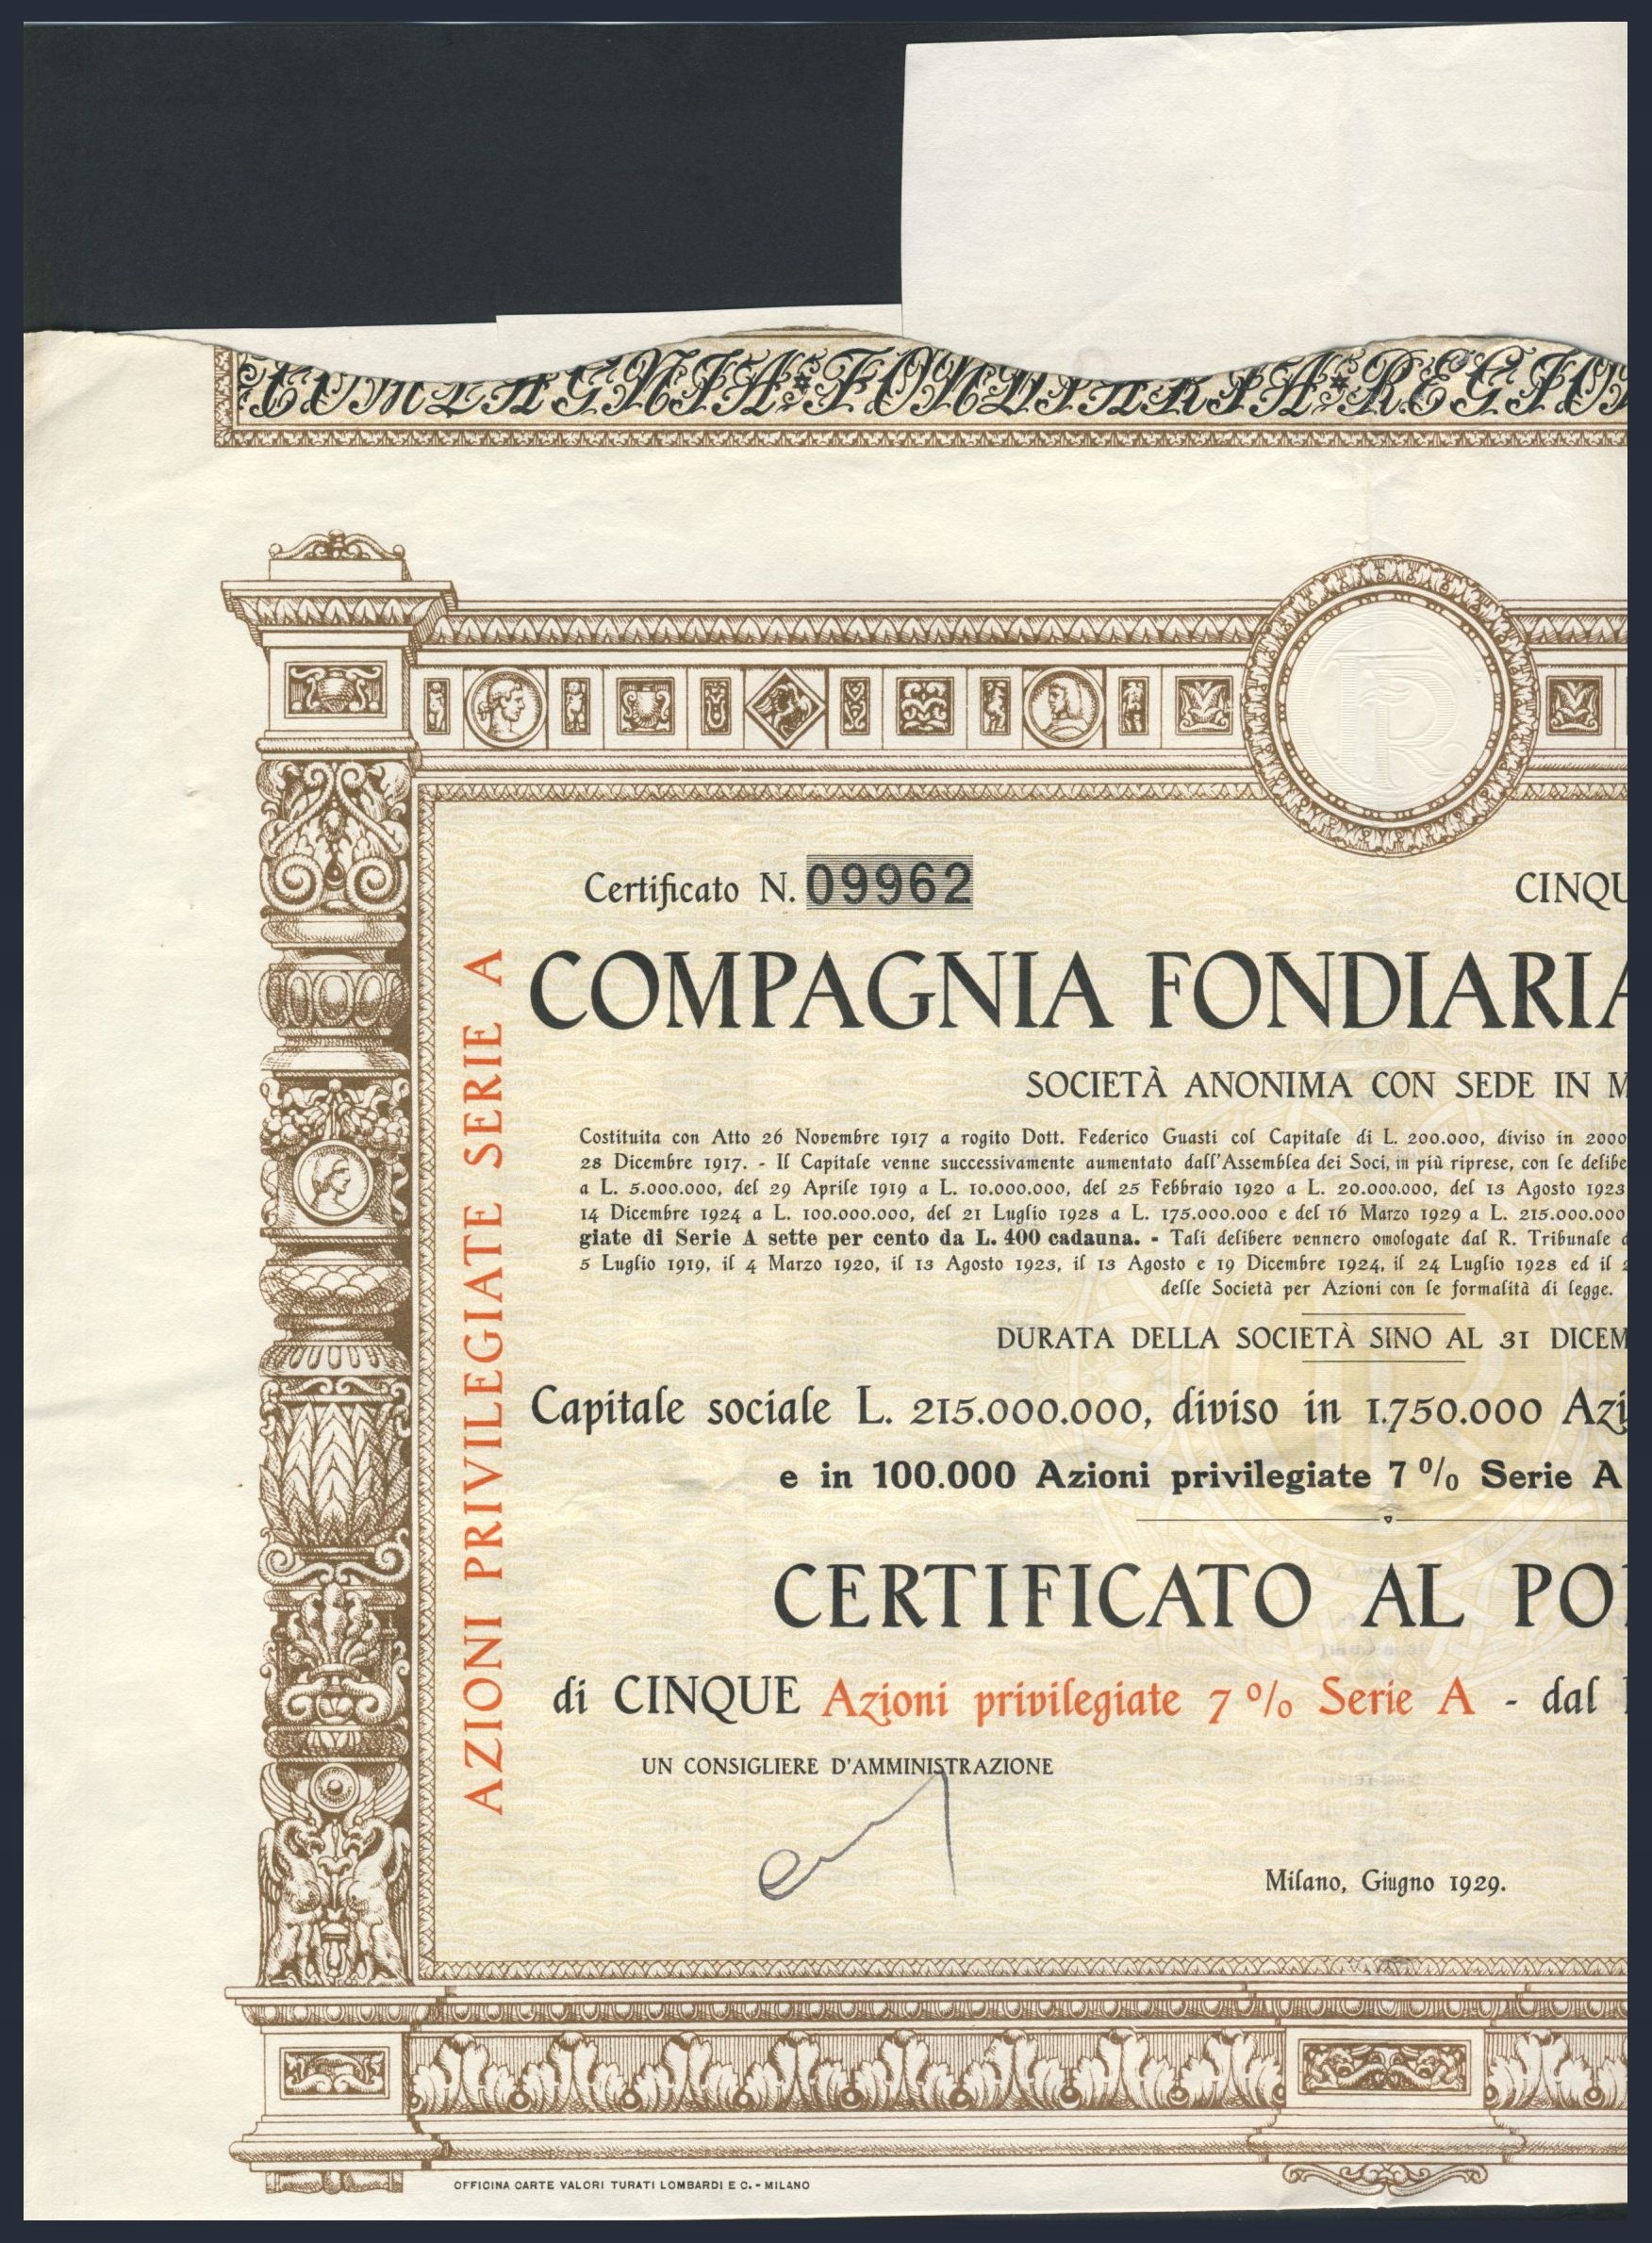 COMPAGNIA * FONDIARIA * REGIO
Certificato N. 09962
CINQU
COMPAGNIA FONDIARIA
SOCIETÀ ANONIMA CON SEDE IN M
Costituita con Atto 26 Novembre 1917 a rogito Dott. Federico Guasti col Capitale di L. 200.000, diviso in 2000
28 Dicembre 1917. - Il Capitale venne successivamente aumentato dall'Assemblea dei Soci, in più riprese, con le delibe
a L. 5.000.000, del 29 Aprile 1919 a L. 10.000.000, del 25 Febbraio 1920 a L. 20.000.000, del 13 Agosto 1923
14 Dicembre 1924 a L. 100.000.000, del 21 Luglio 1928 a L. 175.000.000 e del 16 Marzo 1929 a L. 215.000.000
giate di Serie A sette per cento da L. 400 cadauna. - Tali delibere vennero omologate dal R. Tribunale
5 Luglio 1919, il 4 Marzo 1920, il 13 Agosto 1923, il 13 Agosto e 19 Dicembre 1924, il 24 Luglio 1928 ed il
delle Società per Azioni con le formalità di legge.
DURATA DELLA SOCIETÀ SINO AL 31 DICEM
Capitale sociale L. 215.000.000, diviso in 1.750.000 Azi
e in 100.000 Azioni privilegiate 7 % Serie A
CERTIFICATO AL PO
di CINQUE Azioni privilegiate 7 % Serie A - dal
UN CONSIGLIERE D'AMMINISTRAZIONE
Milano, Giugno 1929.
AZIONI PRIVILEGIATE SERIE A
OFFICINA CARTE VALORI TURATI LOMBARDI E C. - MILANO